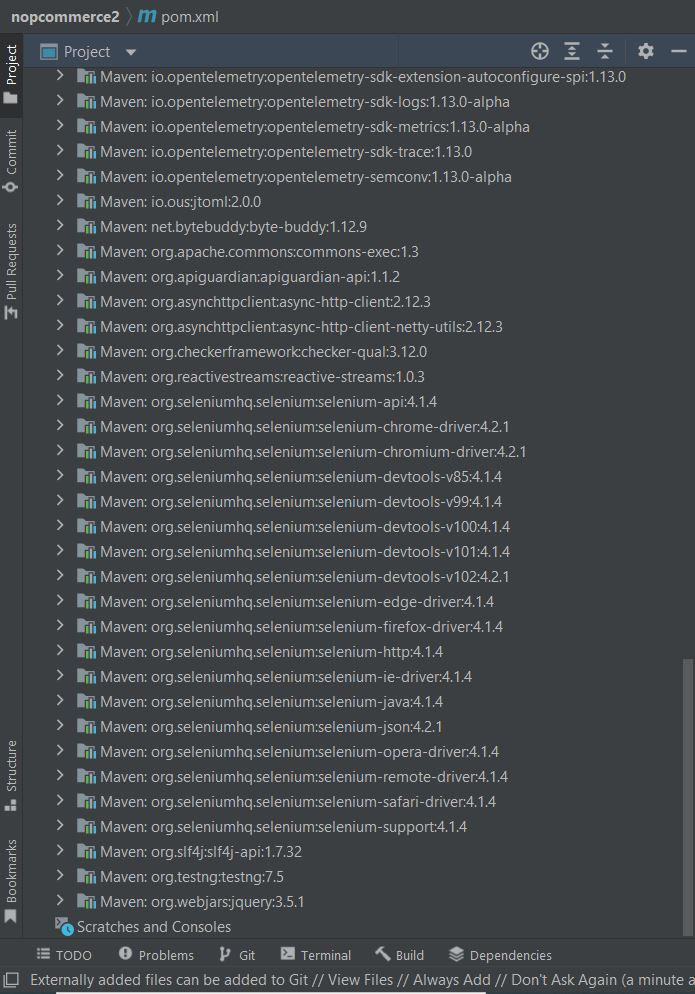 nopcommerce2 pom.xml
Project
Project
Commit
Pull Requests
Structure
Bookmarks
Maven: io.opentelemetry:opentelemetry-sdk-extension-autoconfigure-spi:1.13.0
Maven: io.opentelemetry:opentelemetry-sdk-logs:1.13.0-alpha
Maven: io.opentelemetry:opentelemetry-sdk-metrics:1.13.0-alpha
Maven: io.opentelemetry:opentelemetry-sdk-trace:1.13.0
Maven: io.opentelemetry:opentelemetry-semconv:1.13.0-alpha
Maven: io.ous:jtoml:2.0.0
Maven: net.bytebuddy:byte-buddy:1.12.9
Maven: org.apache.commons:commons-exec:1.3
Maven: org.apiguardian:apiguardian-api:1.1.2
Maven: org.asynchttpclient:async-http-client:2.12.3
Maven: org.asynchttpclient:async-http-client-netty-utils:2.12.3
Maven: org.checkerframework:checker-qual:3.12.0
Maven: org.reactivestreams:reactive-streams:1.0.3
Maven: org.seleniumhq.selenium:selenium-api:4.1.4
Maven: org.seleniumhq.selenium:selenium-chrome-driver:4.2.1
Maven: org.seleniumhq.selenium:selenium-chromium-driver:4.2.1
Maven: org.seleniumhq.selenium:selenium-devtools-v85:4.1.4
Maven: org.seleniumhq.selenium:selenium-devtools-v99:4.1.4
Maven: org.seleniumhq.selenium:selenium-devtools-v100:4.1.4
Maven: org.seleniumhq.selenium:selenium-devtools-v101:4.1.4
Maven: org.seleniumhq.selenium:selenium-devtools-v102:4.2.1
Maven: org.seleniumhq.selenium:selenium-edge-driver:4.1.4
Maven: org.seleniumhq.selenium:selenium-firefox-driver:4.1.4
Maven: org.seleniumhq.selenium:selenium-http:4.1.4
Maven: org.seleniumhq.selenium:selenium-ie-driver:4.1.4
Maven: org.seleniumhq.selenium:selenium-java:4.1.4
Maven: org.seleniumhq.selenium:selenium-json:4.2.1
Maven: org.seleniumhq.selenium:selenium-opera-driver:4.1.4
Maven: org.seleniumhq.selenium:selenium-remote-driver:4.1.4
Maven: org.seleniumhq.selenium:selenium-safari-driver:4.1.4
Maven: org.seleniumhq.selenium:selenium-support:4.1.4
Maven: org.slf4j:slf4j-api:1.7.32
Maven: org.testng:testng:7.5
Maven: org.webjars:jquery:3.5.1
Scratches and Consoles
TODO Problems Git Terminal Build Dependencies
Externally added files can be added to Git // View Files // Always Add // Don't Ask Again (a minute a